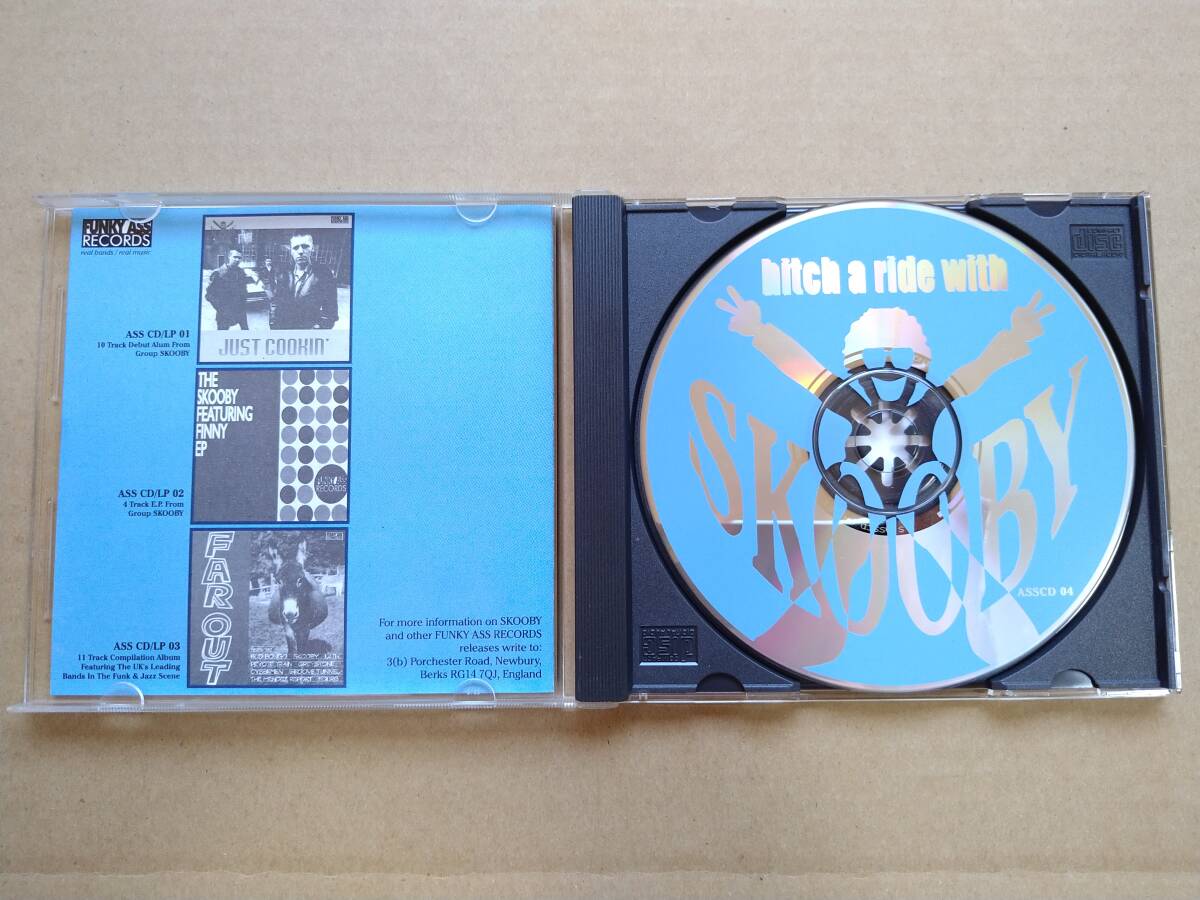 FUNKY ASS
RECORDS
real bands / real music
JUST COOKIN'
ASS CD/LP 01
10 Track Debut Alum From
Group SKOOBY
THE
SKOOBY
FEATURING
FINNY
EP
FUNKY ASS
RECORDS
ASS CD/LP 02
4 Track E.P. From
Group SKOOBY
FAR OUT
ASS CD/LP 03
11 Track Compilation Album
Featuring The UK's Leading
Bands In The Funk & Jazz Scene
For more information on SKOOBY
and other FUNKY ASS RECORDS
releases write to:
3(b) Porchester Road, Newbury,
Berks RG14 7QJ, England
hitch a ride with
SKOOBY
ASSCD 04